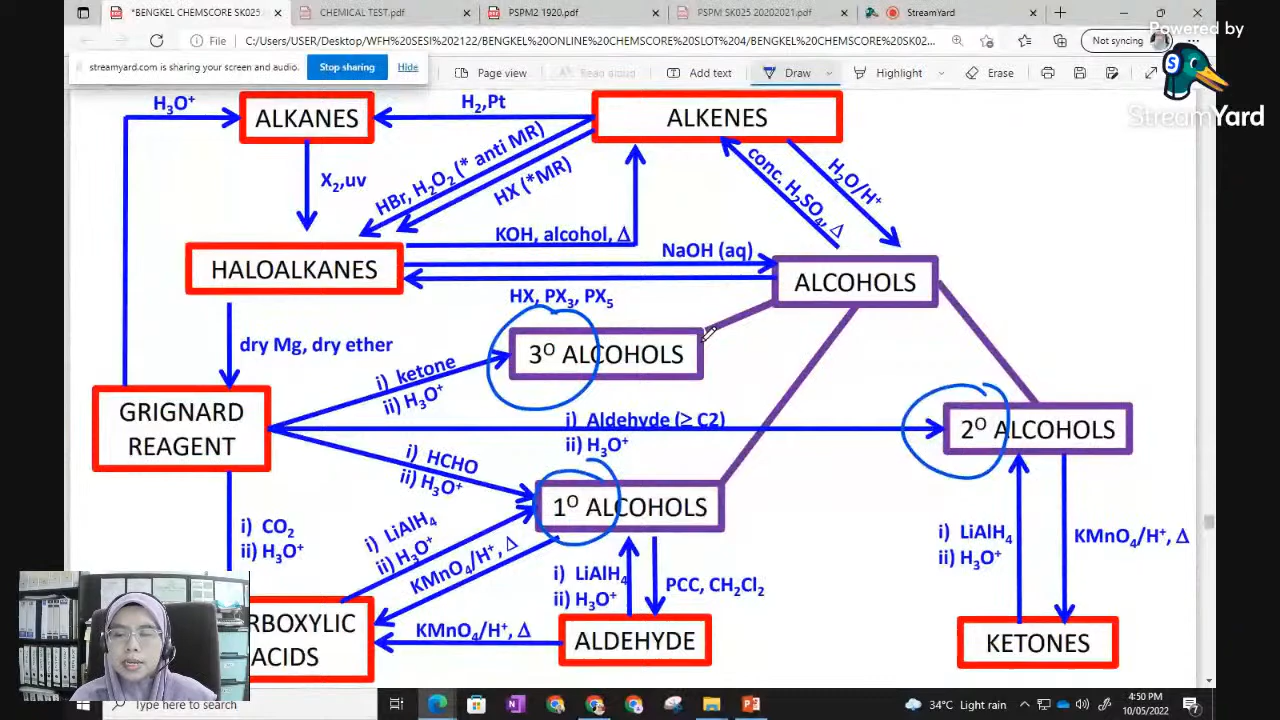 *BENGKEL CHEMSCORE SK025
CHEMICAL TEST.pdf
PSPM2 1920.pdf
PSPM SK025 20202021.pdf
StreamYard
Powered by
StreamYard
File
C:/Users/USER/Desktop/WFH%20SESI%202122/BENGKEL%20ONLINE%20CHEMSCORE%20SLOT%204/BENGKEL%20CHEMSCORE%20SK02...
Not syncing
streamyard.com is sharing your screen and audio.
Stop sharing
Hide
Page view
Read group
Add text
Draw
Highlight
Erase
H₃O⁺
ALKANES
H₂,Pt
ALKENES
X₂,uv
HBr, H₂O₂ (* anti MR)
HX (*MR)
conc. H₂SO₄, Δ
H₂O/H⁺
KOH, alcohol, Δ
HALOALKANES
NaOH (aq)
HX, PX₃, PX₅
ALCOHOLS
dry Mg, dry ether
3ᴼ ALCOHOLS
i) ketone
ii) H₃O⁺
GRIGNARD
REAGENT
i) Aldehyde (≥ C2)
ii) H₃O⁺
2ᴼ ALCOHOLS
i) HCHO
ii) H₃O⁺
1ᴼ ALCOHOLS
i) CO₂
ii) H₃O⁺
i) LiAlH₄
ii) H₃O⁺
KMnO₄/H⁺, Δ
i) LiAlH₄
ii) H₃O⁺
PCC, CH₂Cl₂
i) LiAlH₄
ii) H₃O⁺
KMnO₄/H⁺, Δ
RBOXYLIC
ACIDS
KMnO₄/H⁺, Δ
ALDEHYDE
KETONES
Type here to search
34°C Light rain
4:50 PM
10/05/2022
7